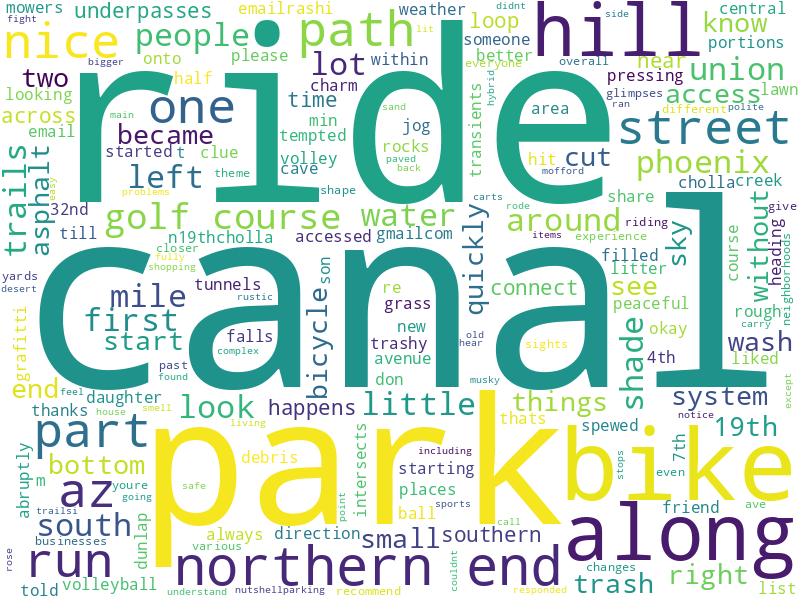 mowers underpasses emailrashi weather didnt side central
fight lit loop someone know
nice people path hill
onto please everyone better portions
two half bigger lot within overall near pressing glimpses union
looking charm ran polite
across one time tempted jog area transients hybrid access lawn
email became min sand different
ride
started t clue volley rocks main paved hit cut street
left cave back phoenix
trails asphalt easy theme shape carts mofford cholla creek
problems rode items share riding give
32nd golf course water around experience
till n19thcholla accessed gmailcom quickly filled sky course without heading neighborhoods
closer son litter rough
yards fully tunnels re connect see
desert mile shopping bicycle grass peaceful carry
canal
grafitti first rustic new old okay
start falls trashy hear shade 4th liked wash
past complex avenue sights
end found don musky
feel daughter look happens little things system
thanks house
part smell thats spewed 19th
bottom living debris including intersects notice except
abruptly m youre starting stops 7th even
az going safe places bike
trailsi point ball sports friend ave
park
south dunlap always direction call southern along
businesses various small
rose run northern end couldnt changes trash
told volleyball understand nutshellparking recommend responded right list